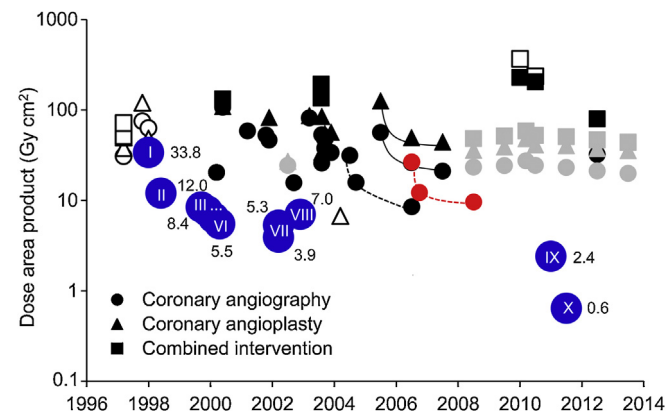 Dose area product (Gy cm²)
1000
100
10
1
0.1
I 33.8
II 12.0
III ...
8.4
VI
5.5
5.3 VII
3.9
VIII 7.0
IX 2.4
X 0.6
Coronary angiography
Coronary angioplasty
Combined intervention
1996 1998 2000 2002 2004 2006 2008 2010 2012 2014